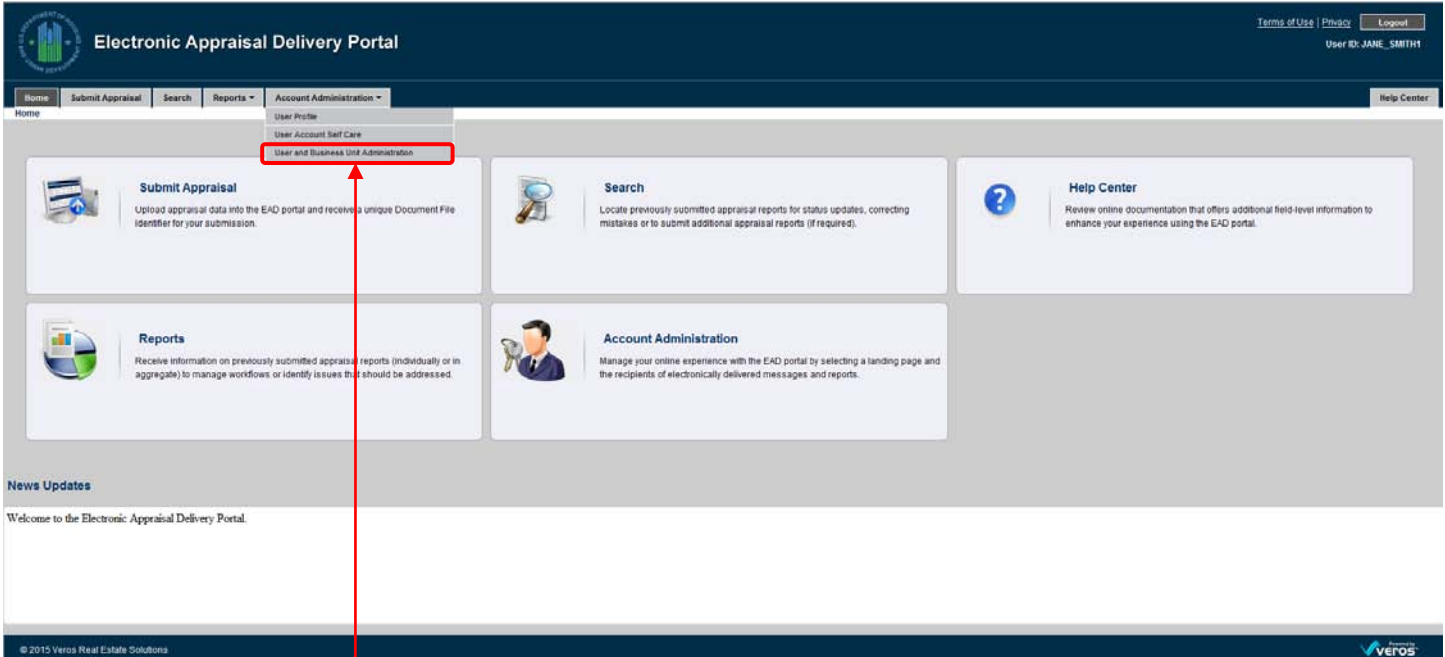 Electronic Appraisal Delivery Portal
Terms of Use | Privacy Logout
User ID: JANE_SMITH1
Home Submit Appraisal Search Reports Account Administration Help Center
Home
User Profile
User Account Self Care
User and Business Unit Administration
Submit Appraisal
Upload appraisal data into the EAD portal and receive a unique Document File
identifier for your submission.
Search
Locate previously submitted appraisal reports for status updates, correcting
mistakes or to submit additional appraisal reports (if required).
Help Center
Review online documentation that offers additional field-level information to
enhance your experience using the EAD portal.
Reports
Receive information on previously submitted appraisal reports (individually or in
aggregate) to manage workflows or identify issues that should be addressed.
Account Administration
Manage your online experience with the EAD portal by selecting a landing page and
the recipients of electronically delivered messages and reports.
News Updates
Welcome to the Electronic Appraisal Delivery Portal.
© 2015 Veros Real Estate Solutions
Powered by
veros